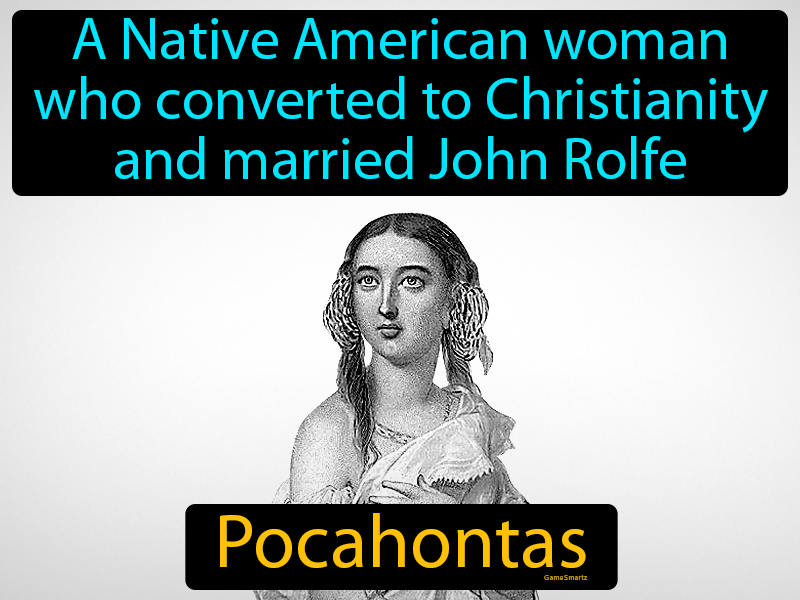 A Native American woman
who converted to Christianity
and married John Rolfe
Pocahontas
GameSmartz